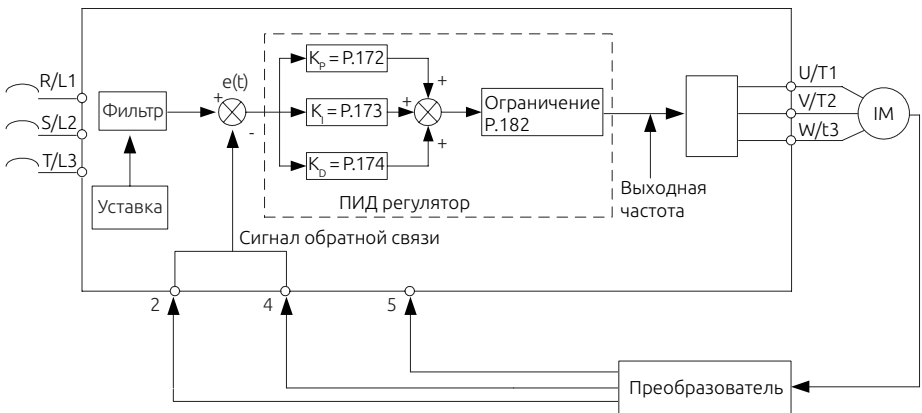 R/L1
S/L2
T/L3
Фильтр
Уставка
+
e(t)
-
K_P = P.172
K_I = P.173
K_D = P.174
+
+
+
Ограничение
P.182
ПИД регулятор
Выходная
частота
U/T1
V/T2
W/t3
IM
Сигнал обратной связи
2
4
5
Преобразователь